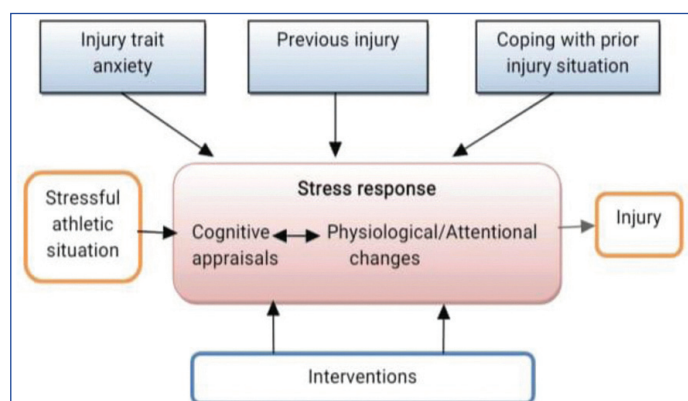 Injury trait
anxiety
Previous injury
Coping with prior
injury situation
Stress response
Stressful
athletic
situation
Cognitive
appraisals
Physiological/Attentional
changes
Injury
Interventions